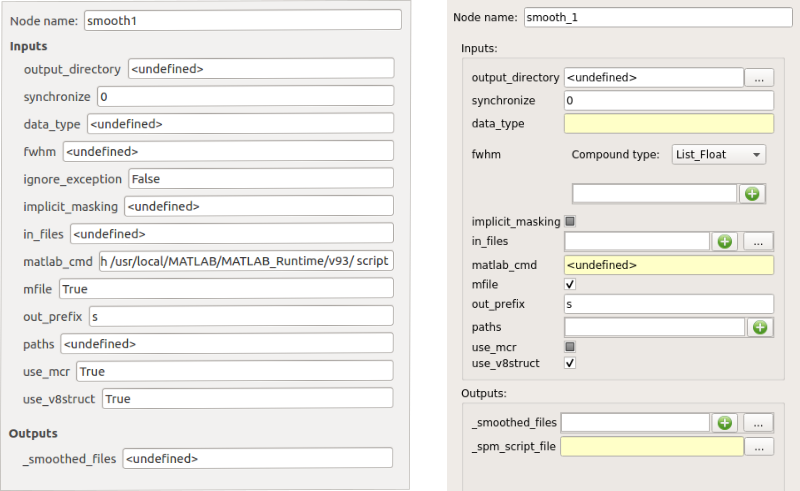 Node name: smooth1
Inputs
output_directory <undefined>
synchronize 0
data_type <undefined>
fwhm <undefined>
ignore_exception False
implicit_masking <undefined>
in_files <undefined>
matlab_cmd h /usr/local/MATLAB/MATLAB_Runtime/v93/ script
mfile True
out_prefix s
paths <undefined>
use_mcr True
use_v8struct True
Outputs
_smoothed_files <undefined>
Node name: smooth_1
Inputs:
output_directory <undefined> ...
synchronize 0
data_type
fwhm Compound type: List_Float
implicit_masking
in_files ...
matlab_cmd <undefined>
mfile
out_prefix s
paths
use_mcr
use_v8struct
Outputs:
_smoothed_files ...
_spm_script_file ...